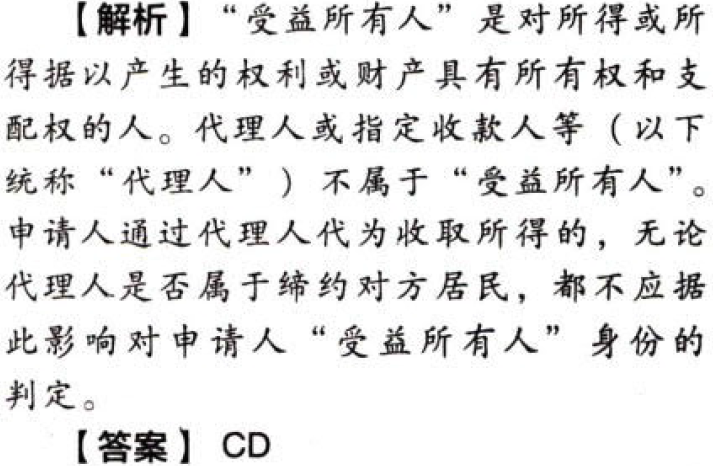 【解析】“受益所有人”是对所得或所
得据以产生的权利或财产具有所有权和支
配权的人。代理人或指定收款人等（以下
统称“代理人”）不属于“受益所有人”。
申请人通过代理人代为收取所得的，无论
代理人是否属于缔约对方居民，都不应据
此影响对申请人“受益所有人”身份的
判定。
【答案】 CD